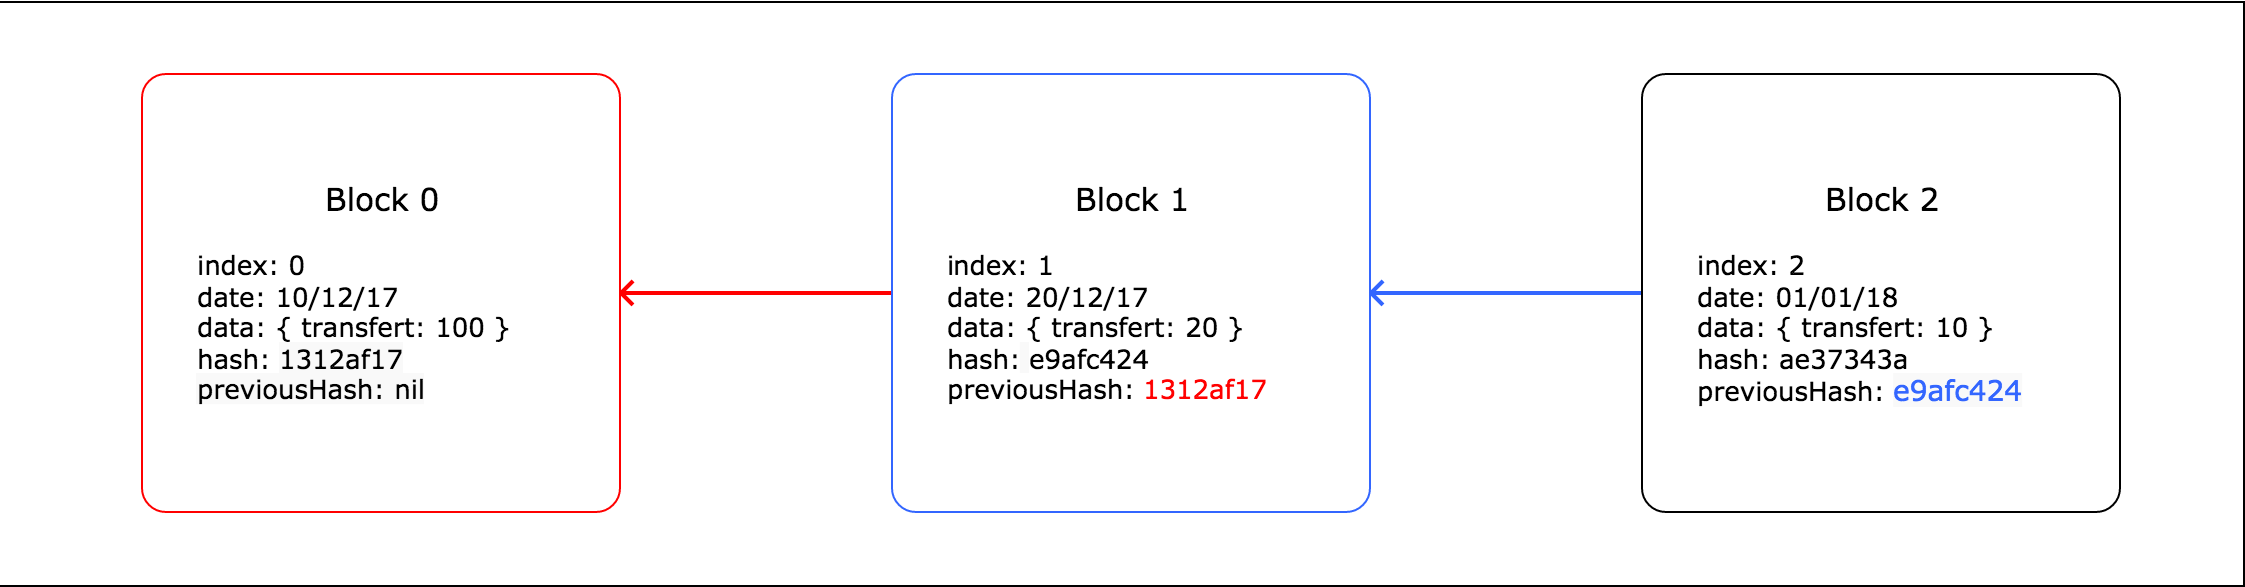 Block 0
index: 0
date: 10/12/17
data: { transfert: 100 }
hash: 1312af17
previousHash: nil
Block 1
index: 1
date: 20/12/17
data: { transfert: 20 }
hash: e9afc424
previousHash: 1312af17
Block 2
index: 2
date: 01/01/18
data: { transfert: 10 }
hash: ae37343a
previousHash: e9afc424